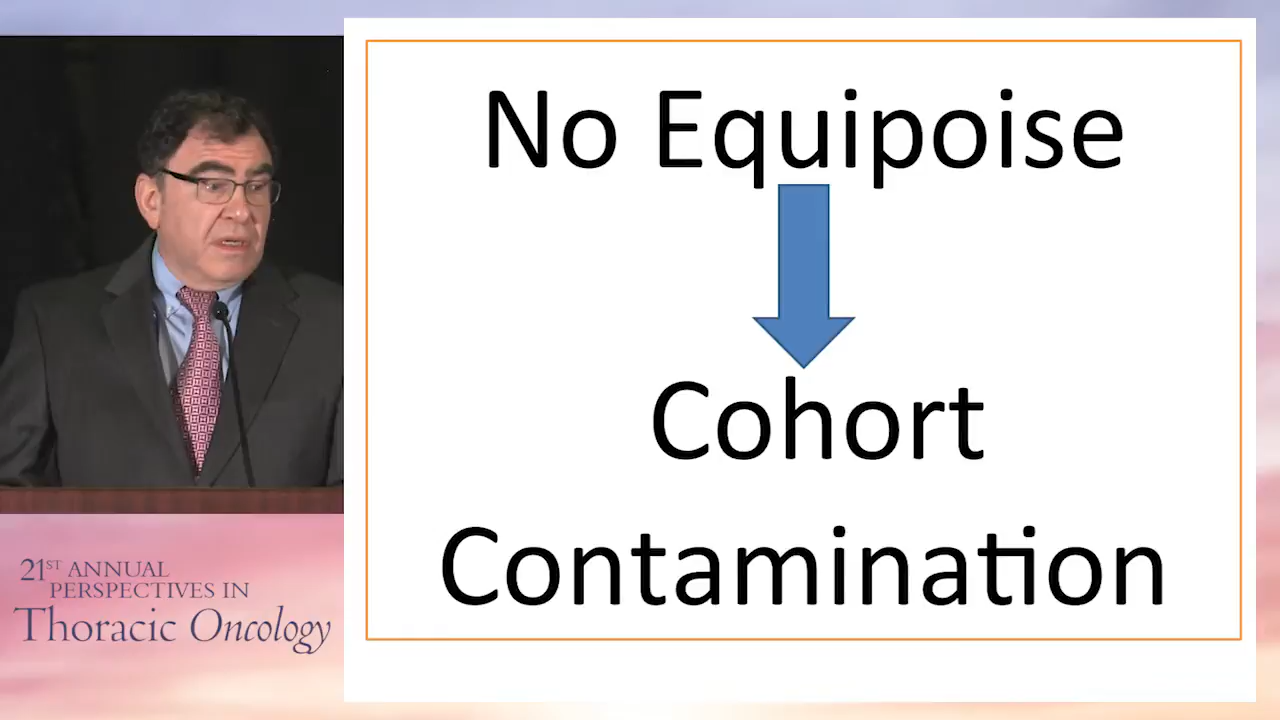 No Equipoise
Cohort
Contamination
21ST ANNUAL
PERSPECTIVES IN
Thoracic Oncology